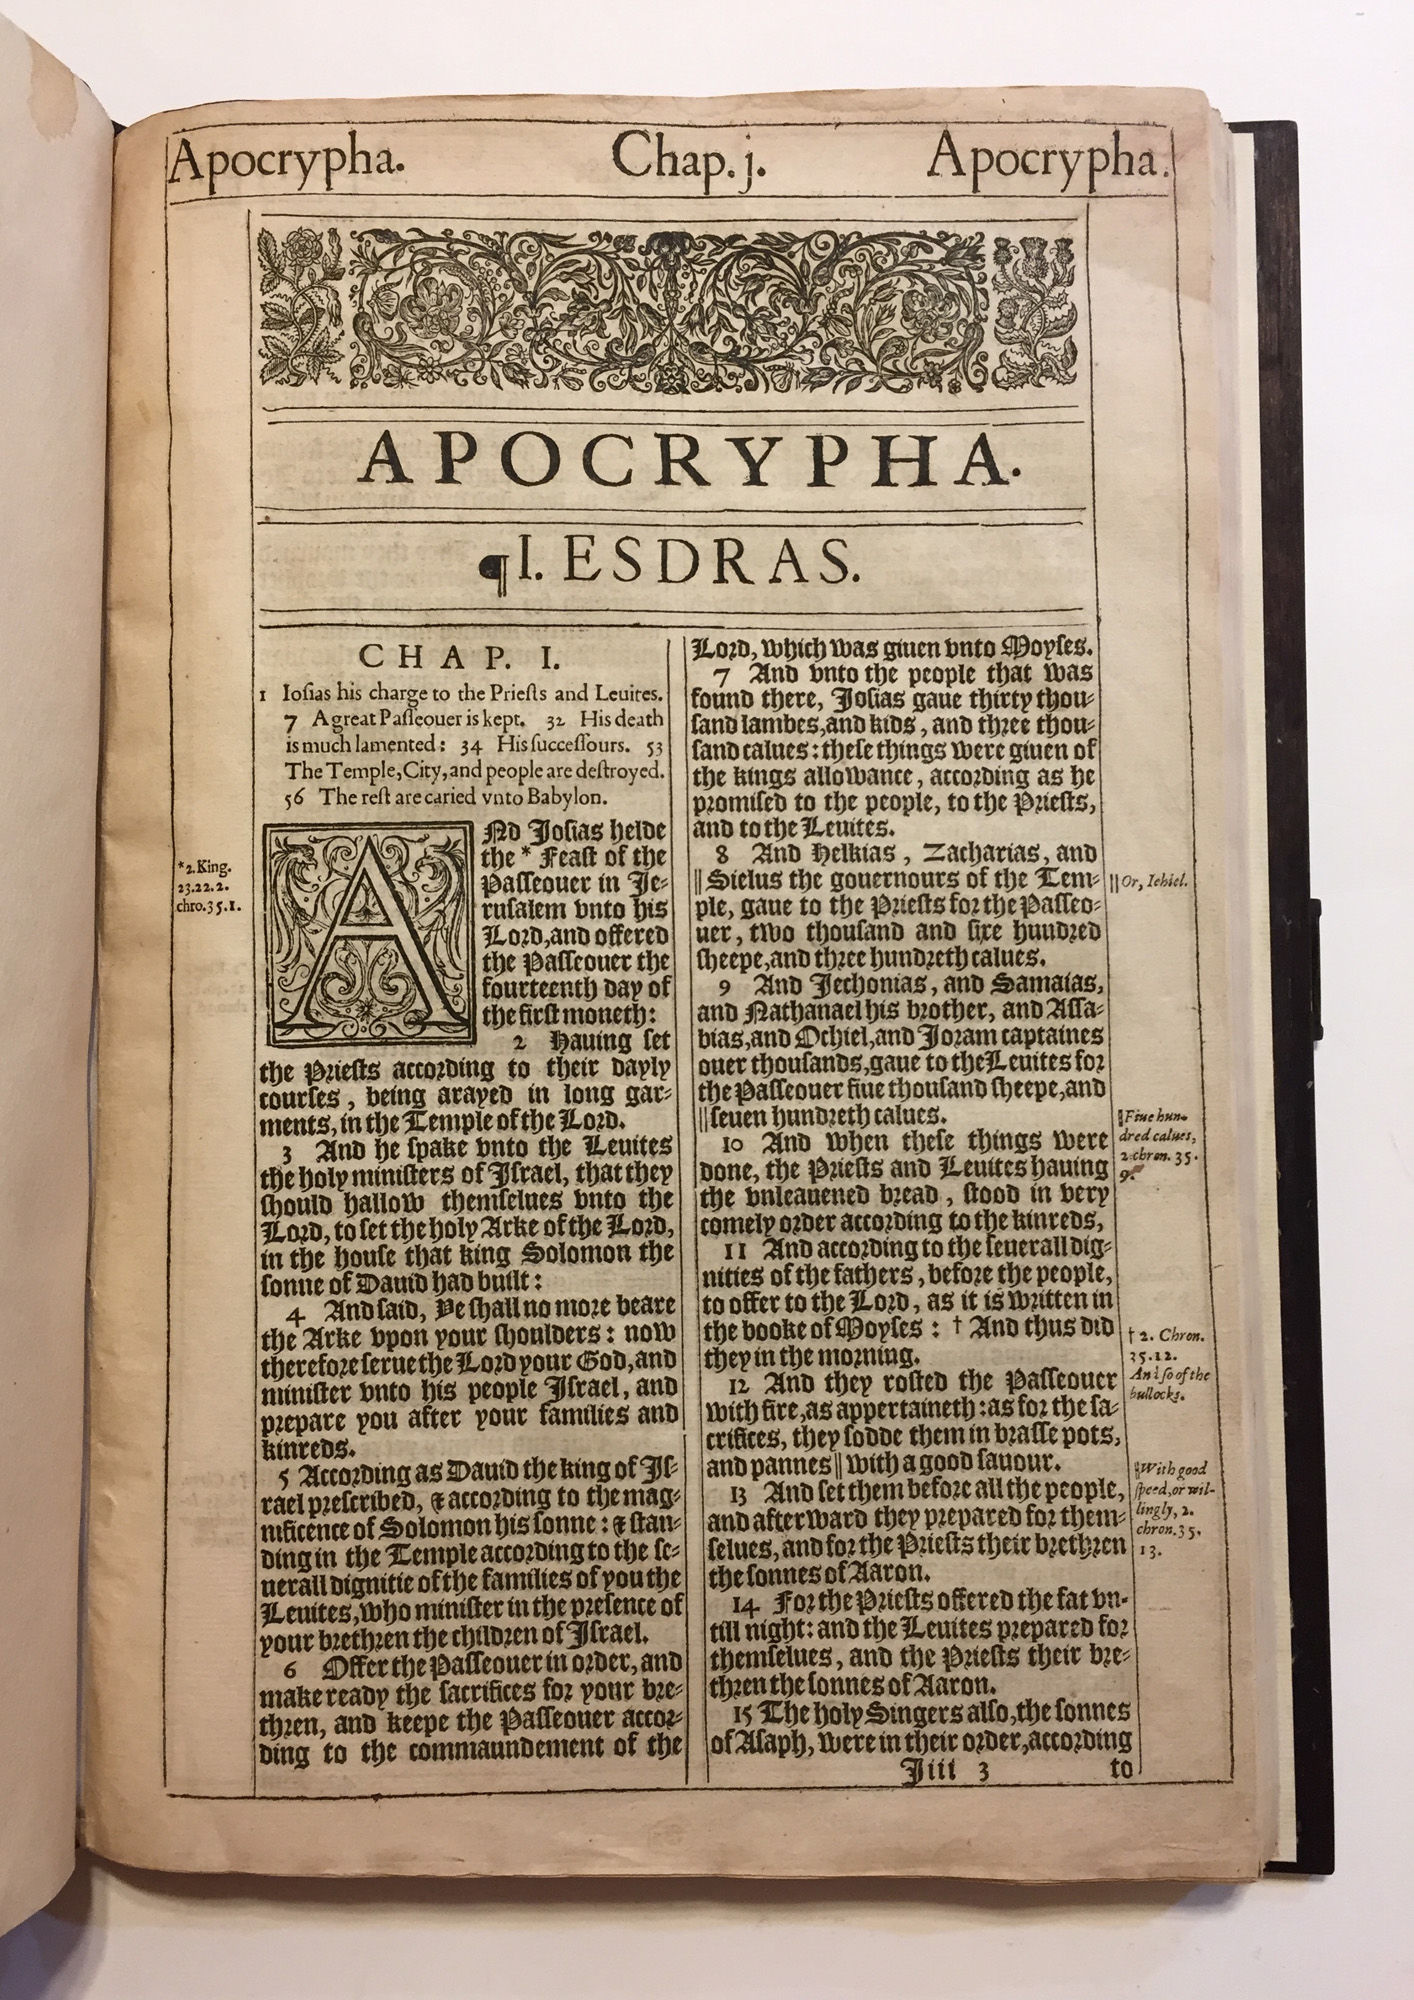 Apocrypha. Chap. j. Apocrypha.
APOCRYPHA.
¶I. ESDRAS.
CHAP. I.
1 Iosias his charge to the Priests and Leuites.
7 A great Passeouer is kept. 32 His death
is much lamented: 34 His successours. 53
The Temple, City, and people are destroyed.
56 The rest are caried vnto Babylon.
ANd Josias helde
the * Feast of the
Passeouer in Je-
rusalem vnto his
Lord, and offered
the Passeouer the
fourteenth day of
the first moneth:
2 Hauing set
the Priests according to their dayly
courses, being arayed in long gar-
ments, in the Temple of the Lord.
3 And he spake vnto the Leuites
the holy ministers of Israel, that they
should hallow themselues vnto the
Lord, to set the holy Arke of the Lord,
in the house that king Solomon the
sonne of Dauid had built:
4 And said, Ye shall no more beare
the Arke vpon your shoulders: now
therefore serue the Lord your God, and
minister vnto his people Israel, and
prepare you after your families and
kinreds.
5 According as Dauid the king of Is-
rael prescribed, & according to the mag-
nificence of Solomon his sonne: & stan-
ding in the Temple according to the se-
uerall dignitie of the families of you the
Leuites, who minister in the presence of
your brethren the children of Israel.
6 Offer the Passeouer in order, and
make ready the sacrifices for your bre-
thren, and keepe the Passeouer accor-
ding to the commaundement of the
*2. King.
23.22. 2.
chro. 35.1.
Lord, which was giuen vnto Moyses.
7 And vnto the people that was
found there, Josias gaue thirty thou-
sand lambes, and kids, and three thou-
sand calues: these things were giuen of
the kings allowance, according as he
promised to the people, to the Priests,
and to the Leuites.
8 And Helkias, Zacharias, and
||Sielus the gouernours of the Tem-
ple, gaue to the Priests for the Passeo-
uer, two thousand and sixe hundred
sheepe, and three hundreth calues.
9 And Jechonias, and Samaias,
and Nathanael his brother, and Assa-
bias, and Ochiel, and Joram captaines
ouer thousands, gaue to the Leuites for
the Passeouer fiue thousand sheepe, and
||seuen hundreth calues.
10 And when these things were
done, the Priests and Leuites hauing
the vnleauened bread, stood in very
comely order according to the kinreds,
11 And according to the seuerall dig-
nities of the fathers, before the people,
to offer to the Lord, as it is written in
the booke of Moyses: † And thus did
they in the morning.
12 And they rosted the Passeouer
with fire, as appertaineth: as for the sa-
crifices, they sodde them in brasse pots,
and pannes || with a good sauour.
13 And set them before all the people,
and afterward they prepared for them-
selues, and for the Priests their brethren
the sonnes of Aaron.
14 For the Priests offered the fat vn-
till night: and the Leuites prepared for
themselues, and the Priests their bre-
thren the sonnes of Aaron.
15 The holy Singers also, the sonnes
of Asaph, were in their order, according
Jiii 3 to
||Or, Iehiel.
||Fiue hun-
dred calues,
2. chron. 35.
9.
† 2. Chron.
35.12.
And so of the
bullocks.
||With good
speed, or wil-
lingly, 2.
chron. 35.
13.